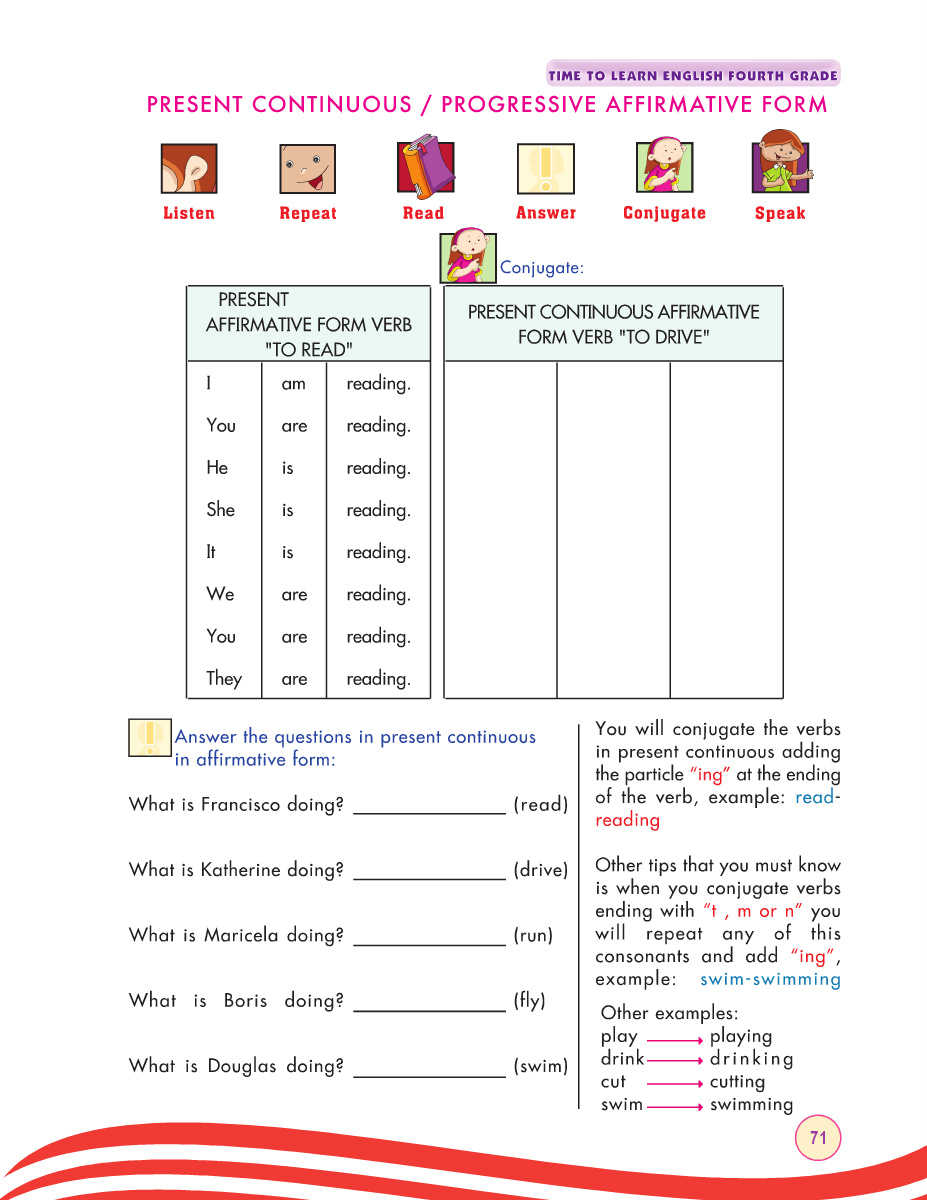 TIME TO LEARN ENGLISH FOURTH GRADE
PRESENT CONTINUOUS / PROGRESSIVE AFFIRMATIVE FORM
Listen Repeat Read Answer Conjugate Speak
Conjugate:
PRESENT
AFFIRMATIVE FORM VERB
"TO READ"
I am reading.
You are reading.
He is reading.
She is reading.
It is reading.
We are reading.
You are reading.
They are reading.
PRESENT CONTINUOUS AFFIRMATIVE
FORM VERB "TO DRIVE"
Answer the questions in present continuous
in affirmative form:
What is Francisco doing? _______________ (read)
What is Katherine doing? _______________ (drive)
What is Maricela doing? _______________ (run)
What is Boris doing? _______________ (fly)
What is Douglas doing? _______________ (swim)
You will conjugate the verbs
in present continuous adding
the particle “ing” at the ending
of the verb, example: read-
reading
Other tips that you must know
is when you conjugate verbs
ending with “t , m or n” you
will repeat any of this
consonants and add “ing”,
example: swim-swimming
Other examples:
play → playing
drink → drinking
cut → cutting
swim → swimming
71